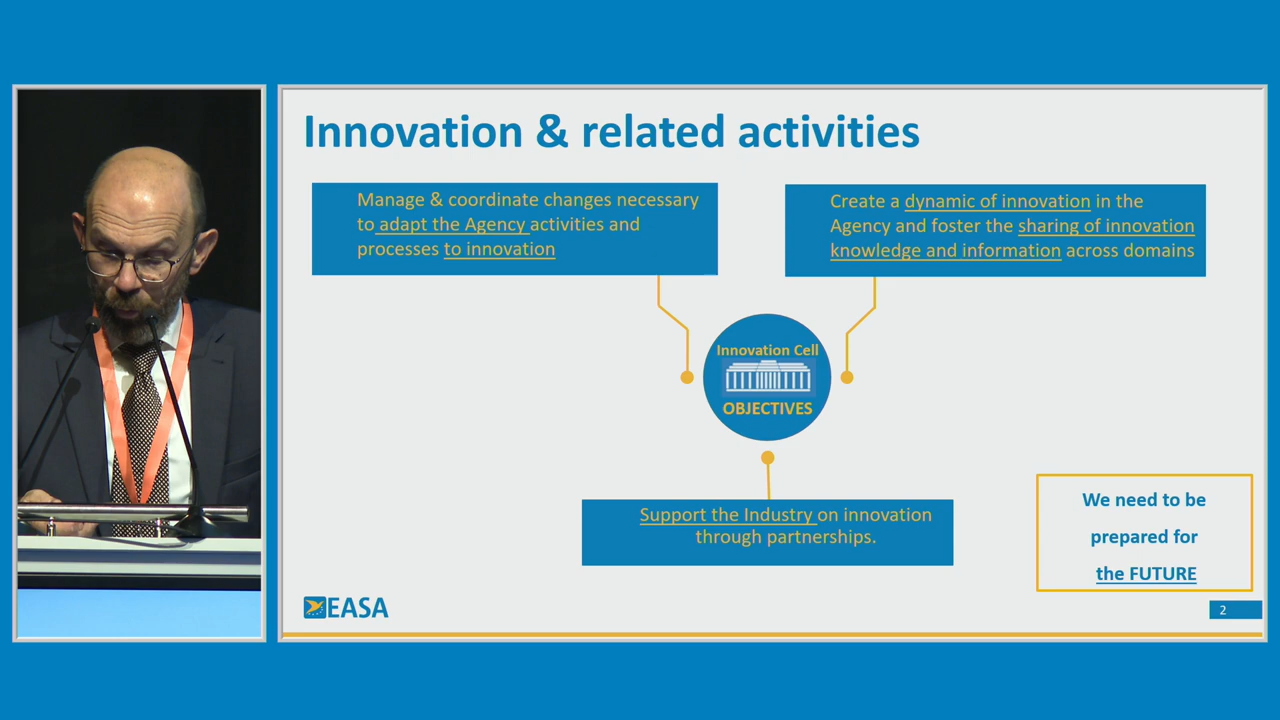 Innovation & related activities
Manage & coordinate changes necessary
to adapt the Agency activities and
processes to innovation
Create a dynamic of innovation in the
Agency and foster the sharing of innovation
knowledge and information across domains
Innovation Cell
OBJECTIVES
Support the Industry on innovation
through partnerships.
We need to be
prepared for
the FUTURE
EASA
2